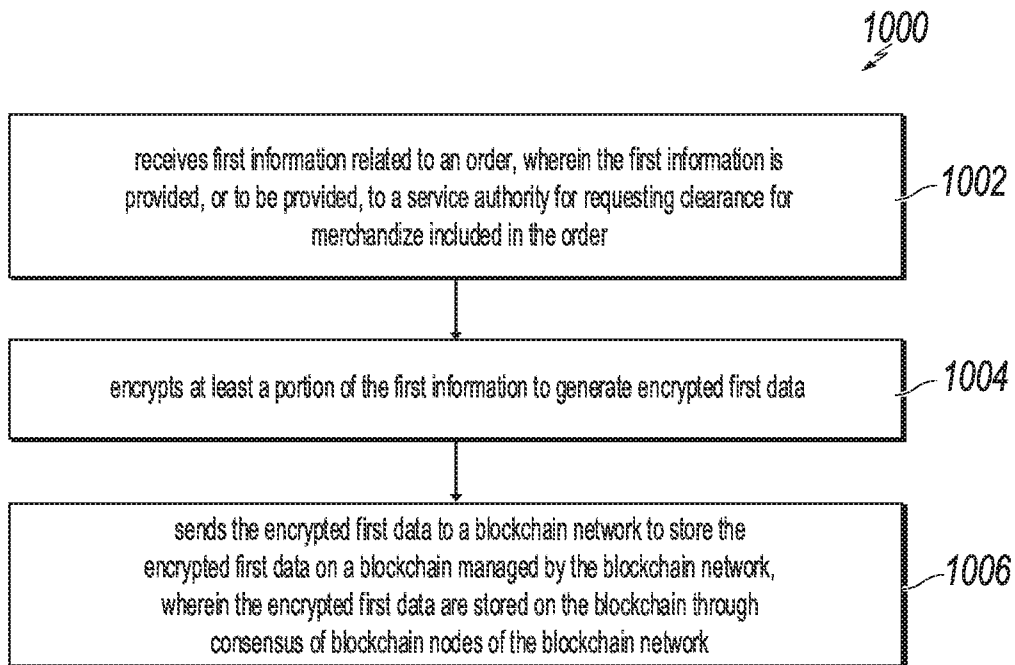 1000
receives first information related to an order, wherein the first information is
provided, or to be provided, to a service authority for requesting clearance for
merchandize included in the order
1002
encrypts at least a portion of the first information to generate encrypted first data
1004
sends the encrypted first data to a blockchain network to store the
encrypted first data on a blockchain managed by the blockchain network,
wherein the encrypted first data are stored on the blockchain through
consensus of blockchain nodes of the blockchain network
1006